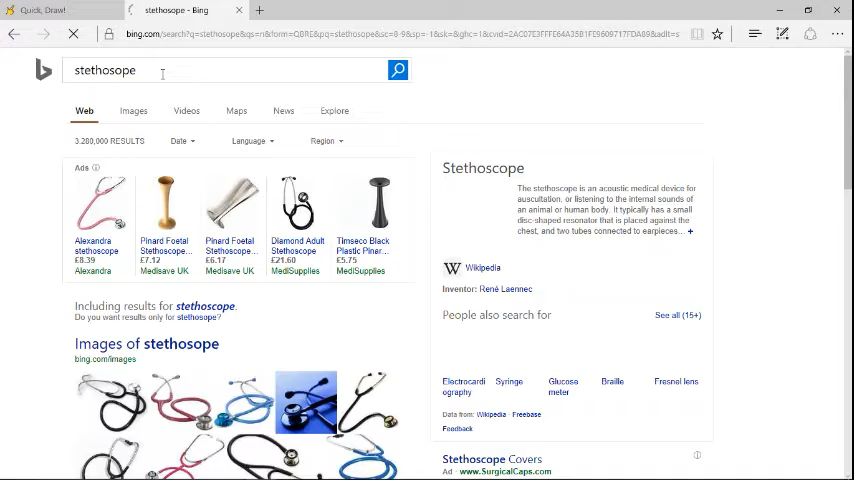 Quick, Draw!
stethosope - Bing
bing.com/search?q=stethosope&qs=n&form=QBRE&pq=stethosope&sc=8-9&sp=-1&sk=&ghc=1&cvid=
stethosope
Web Images Videos Maps News Explore
3,280,000 RESULTS Date Language Region
Ads
Alexandra stethoscope £8.39 Alexandra
Pinard Foetal Stethoscope... £7.12 Medisave UK
Pinard Foetal Stethoscope... £6.17 Medisave UK
Diamond Adult Stethoscope £21.60 MediSupplies
Timseco Black Plastic Pinar... £5.75 MediSupplies
Including results for stethoscope.
Do you want results only for stethosope?
Images of stethosope
bing.com/images
Stethoscope
The stethoscope is an acoustic medical device for
auscultation, or listening to the internal sounds of
an animal or human body. It typically has a small
disc-shaped resonator that is placed against the
chest, and two tubes connected to earpieces... +
W Wikipedia
Inventor: René Laennec
People also search for See all (15+)
Electrocardi Syringe Glucose Braille Fresnel lens
ography meter
Data from: Wikipedia · Freebase
Feedback
Stethoscope Covers
Ad · www.SurgicalCaps.com